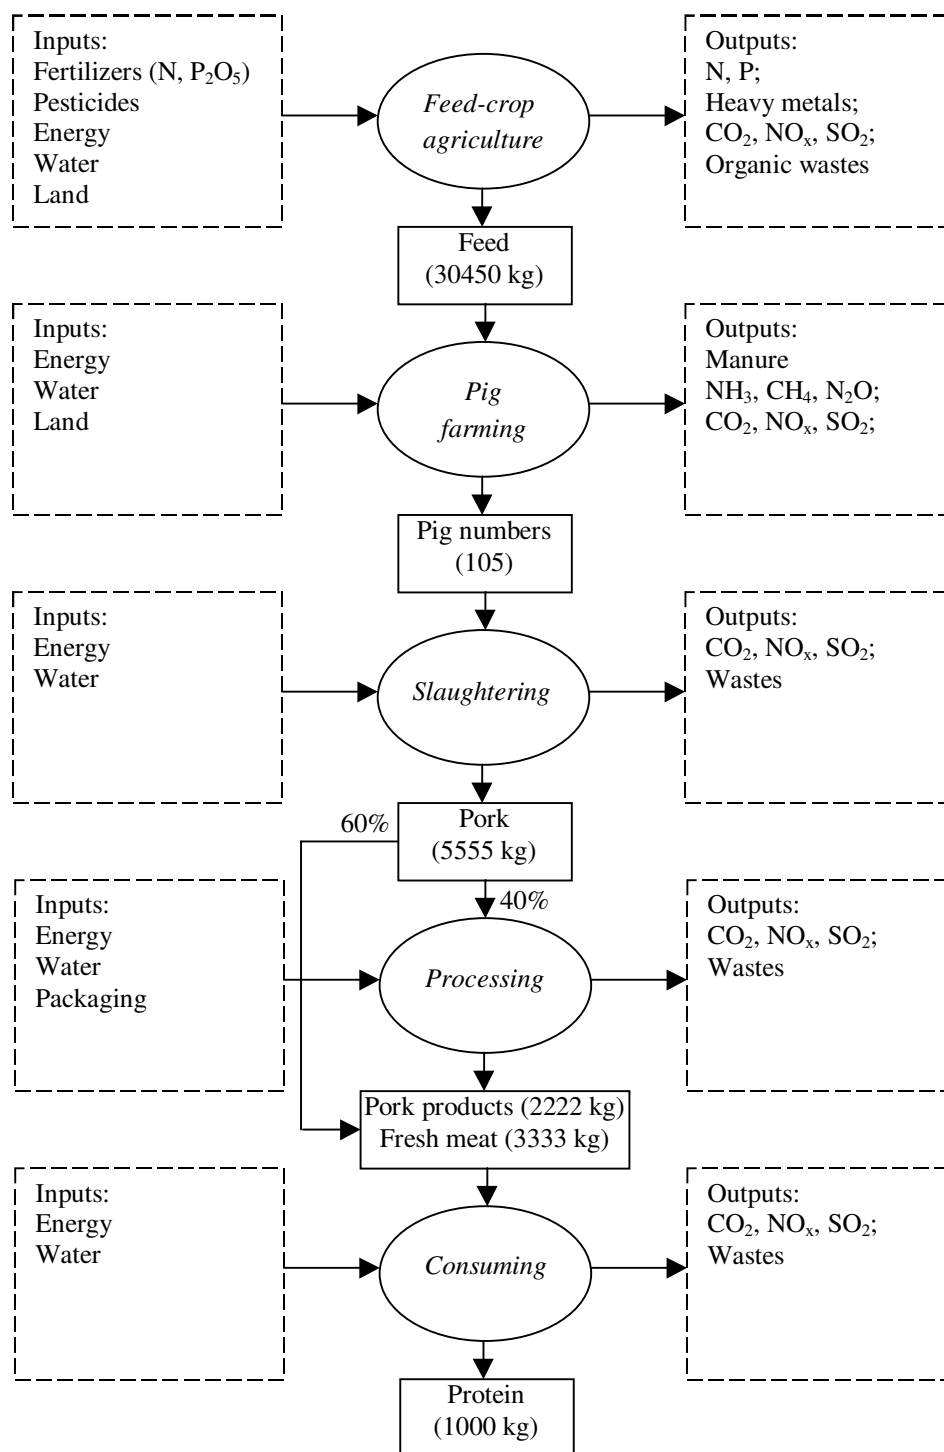 Inputs:
Fertilizers (N, P₂O₅)
Pesticides
Energy
Water
Land
Feed-crop
agriculture
Outputs:
N, P;
Heavy metals;
CO₂, NOₓ, SO₂;
Organic wastes
Feed
(30450 kg)
Inputs:
Energy
Water
Land
Pig
farming
Outputs:
Manure
NH₃, CH₄, N₂O;
CO₂, NOₓ, SO₂;
Pig numbers
(105)
Inputs:
Energy
Water
Slaughtering
Outputs:
CO₂, NOₓ, SO₂;
Wastes
60%
Pork
(5555 kg)
40%
Inputs:
Energy
Water
Packaging
Processing
Outputs:
CO₂, NOₓ, SO₂;
Wastes
Pork products (2222 kg)
Fresh meat (3333 kg)
Inputs:
Energy
Water
Consuming
Outputs:
CO₂, NOₓ, SO₂;
Wastes
Protein
(1000 kg)